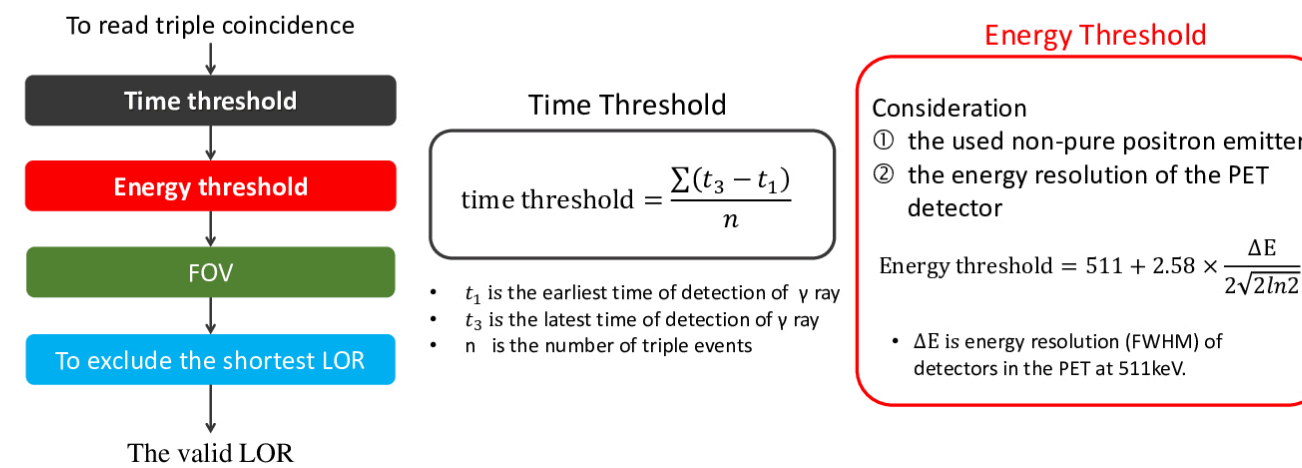 To read triple coincidence
Time threshold
Energy threshold
FOV
To exclude the shortest LOR
The valid LOR
Time Threshold
time threshold = ∑(t₃ − t₁) / n
• t₁ is the earliest time of detection of γ ray
• t₃ is the latest time of detection of γ ray
• n is the number of triple events
Energy Threshold
Consideration
① the used non-pure positron emitter
② the energy resolution of the PET
detector
Energy threshold = 511 + 2.58 × ΔE / 2√2ln2
• ΔE is energy resolution (FWHM) of
detectors in the PET at 511keV.